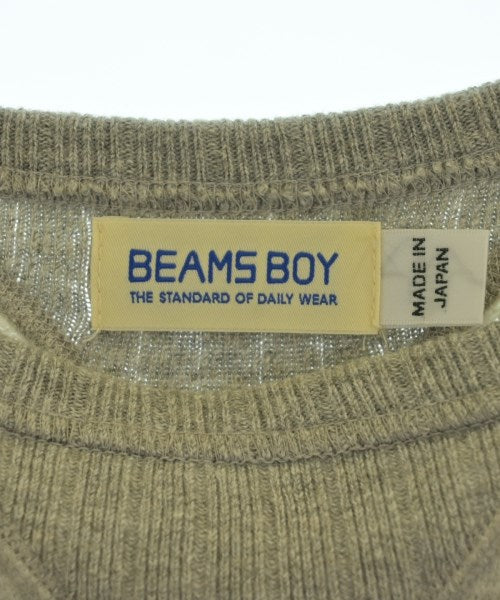 BEAMS BOY
THE STANDARD OF DAILY WEAR
MADE IN
JAPAN